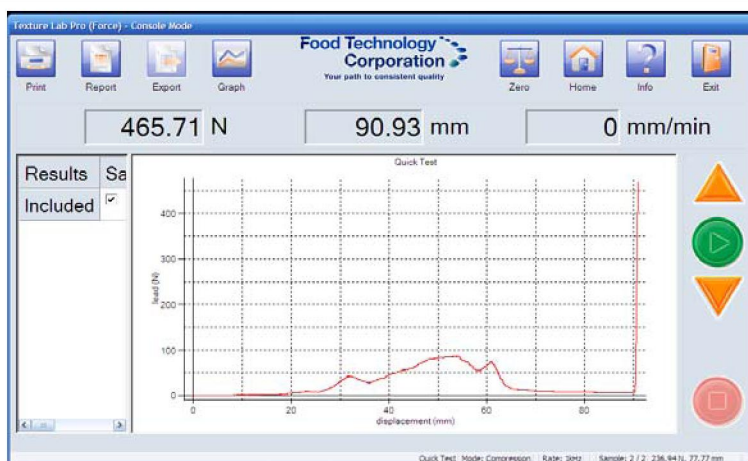 Texture Lab Pro (Force) - Console Mode
Print
Report
Export
Graph
Food Technology
Corporation
Your path to consistent quality
Zero
Home
Info
Exit
465.71 N
90.93 mm
0 mm/min
Results Sa
Included
Quick Test
load (N)
400
300
200
100
0
0 20 40 60 80
displacement (mm)
Quick Test Mode: Compression Rate: 1kHz Sample: 2 / 2: 236.94 N, 77.77 mm